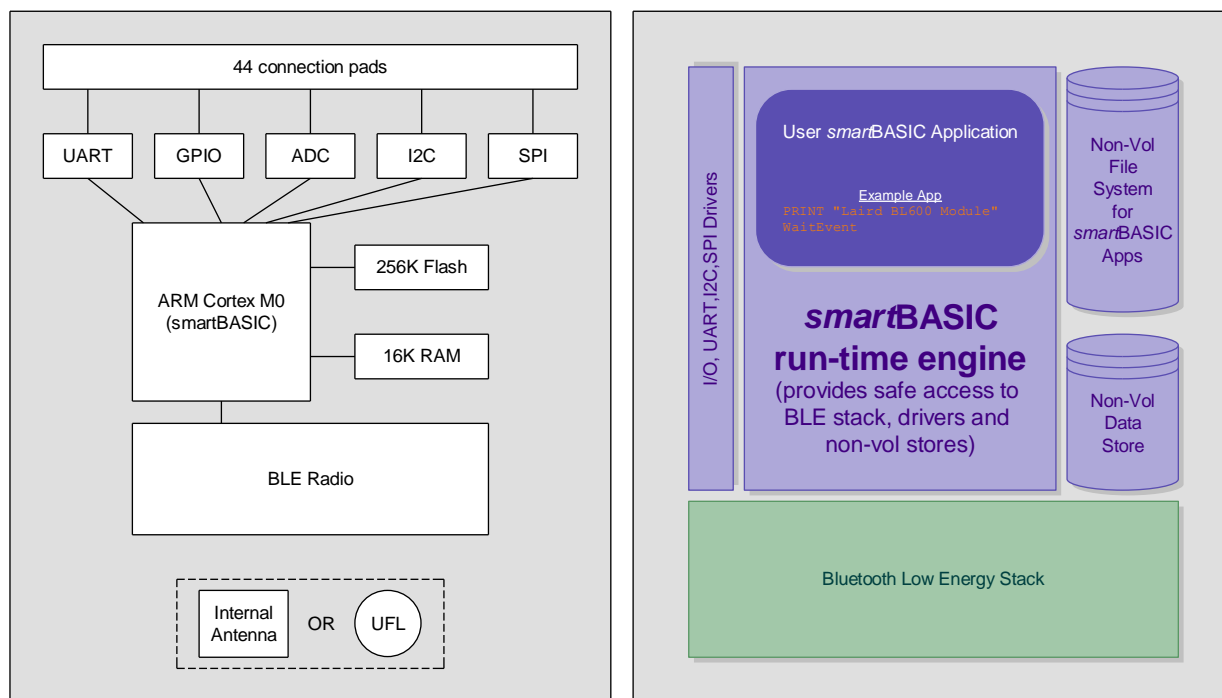 44 connection pads
UART
GPIO
ADC
I2C
SPI
ARM Cortex M0
(smartBASIC)
256K Flash
16K RAM
BLE Radio
Internal
Antenna
OR
UFL
I/O, UART,I2C,SPI Drivers
User smartBASIC Application
Example App
PRINT "Laird BL600 Module"
WaitEvent
smartBASIC
run-time engine
(provides safe access to
BLE stack, drivers and
non-vol stores)
Non-Vol
File
System
for
smartBASIC
Apps
Non-Vol
Data
Store
Bluetooth Low Energy Stack